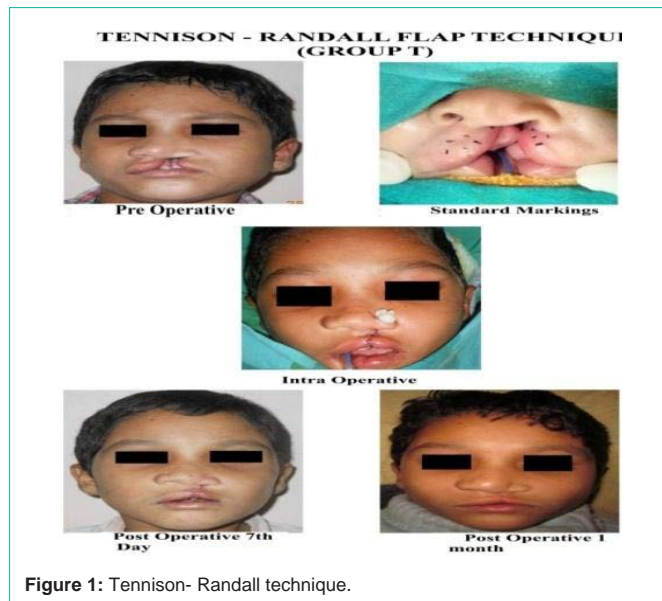 TENNISON - RANDALL FLAP TECHNIQU
(GROUP T)
Pre Operative
Standard Markings
Intra Operative
Post Operative 7th
Day
Post Operative 1
month
Figure 1: Tennison- Randall technique.